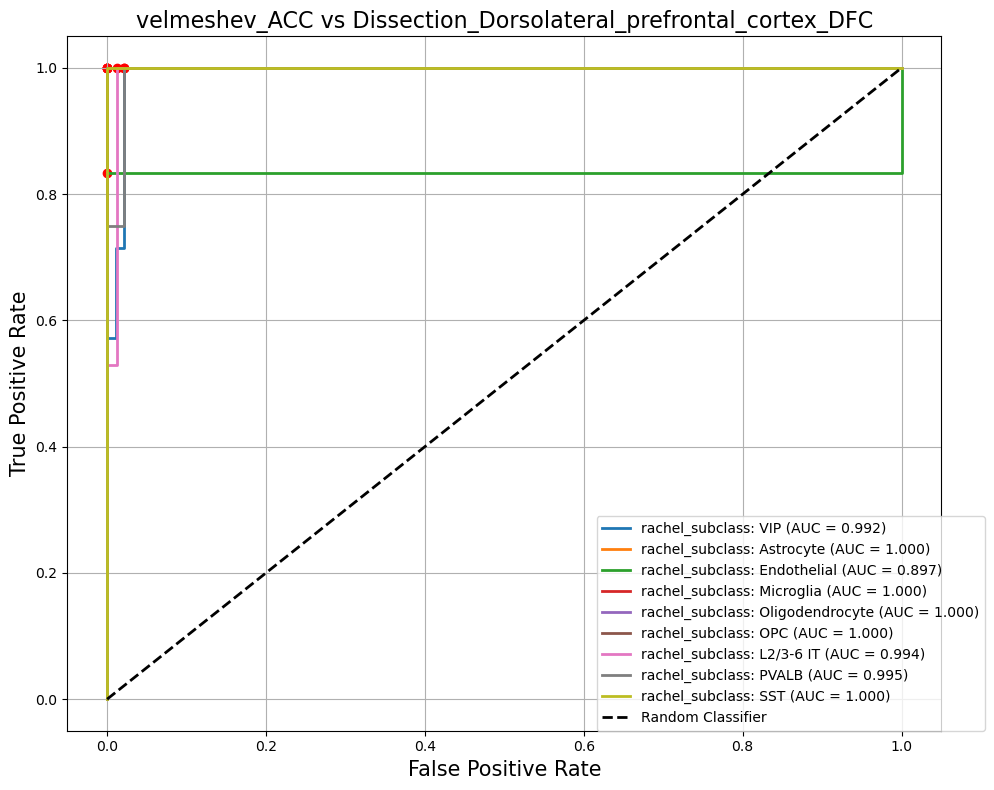 velmeshev_ACC vs Dissection_Dorsolateral_prefrontal_cortex_DFC
True Positive Rate
1.0
0.8
0.6
0.4
0.2
0.0
rachel_subclass: VIP (AUC = 0.992)
rachel_subclass: Astrocyte (AUC = 1.000)
rachel_subclass: Endothelial (AUC = 0.897)
rachel_subclass: Microglia (AUC = 1.000)
rachel_subclass: Oligodendrocyte (AUC = 1.000)
rachel_subclass: OPC (AUC = 1.000)
rachel_subclass: L2/3-6 IT (AUC = 0.994)
rachel_subclass: PVALB (AUC = 0.995)
rachel_subclass: SST (AUC = 1.000)
Random Classifier
0.0 0.2 0.4 0.6 0.8 1.0
False Positive Rate